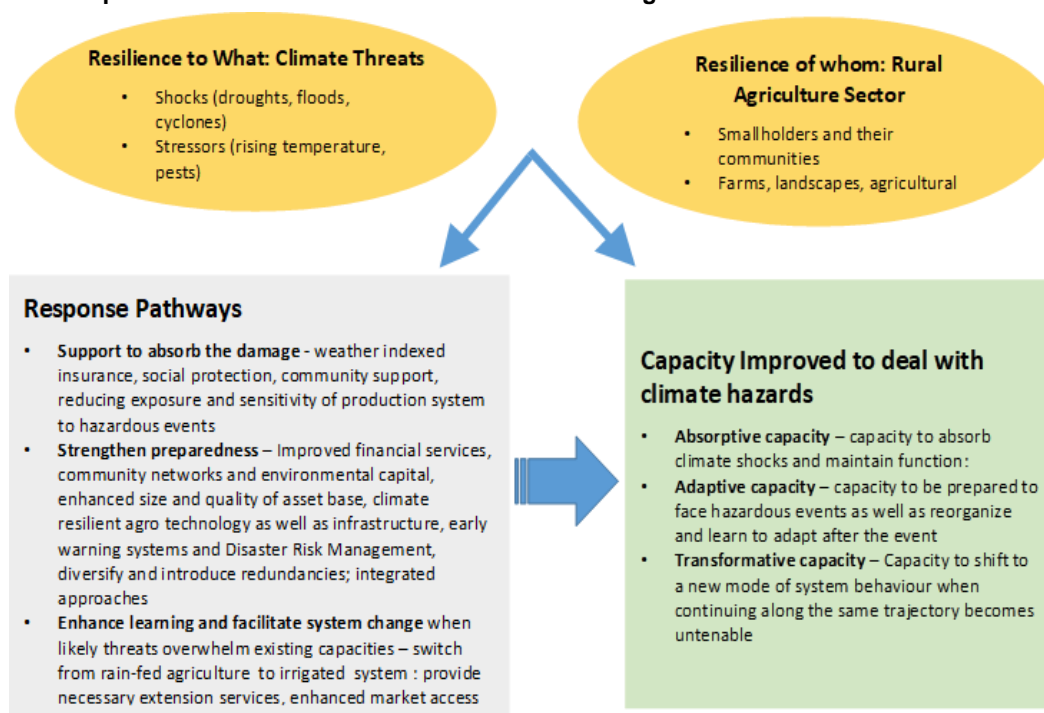 Resilience to What: Climate Threats
• Shocks (droughts, floods,
cyclones)
• Stressors (rising temperature,
pests)
Resilience of whom: Rural
Agriculture Sector
• Smallholders and their
communities
• Farms, landscapes, agricultural
Response Pathways
• Support to absorb the damage - weather indexed
insurance, social protection, community support,
reducing exposure and sensitivity of production system
to hazardous events
• Strengthen preparedness – Improved financial services,
community networks and environmental capital,
enhanced size and quality of asset base, climate
resilient agro technology as well as infrastructure, early
warning systems and Disaster Risk Management,
diversify and introduce redundancies; integrated
approaches
• Enhance learning and facilitate system change when
likely threats overwhelm existing capacities – switch
from rain-fed agriculture to irrigated system : provide
necessary extension services, enhanced market access
Capacity Improved to deal with
climate hazards
• Absorptive capacity – capacity to absorb
climate shocks and maintain function:
• Adaptive capacity – capacity to be prepared to
face hazardous events as well as reorganize
and learn to adapt after the event
• Transformative capacity – Capacity to shift to
a new mode of system behaviour when
continuing along the same trajectory becomes
untenable